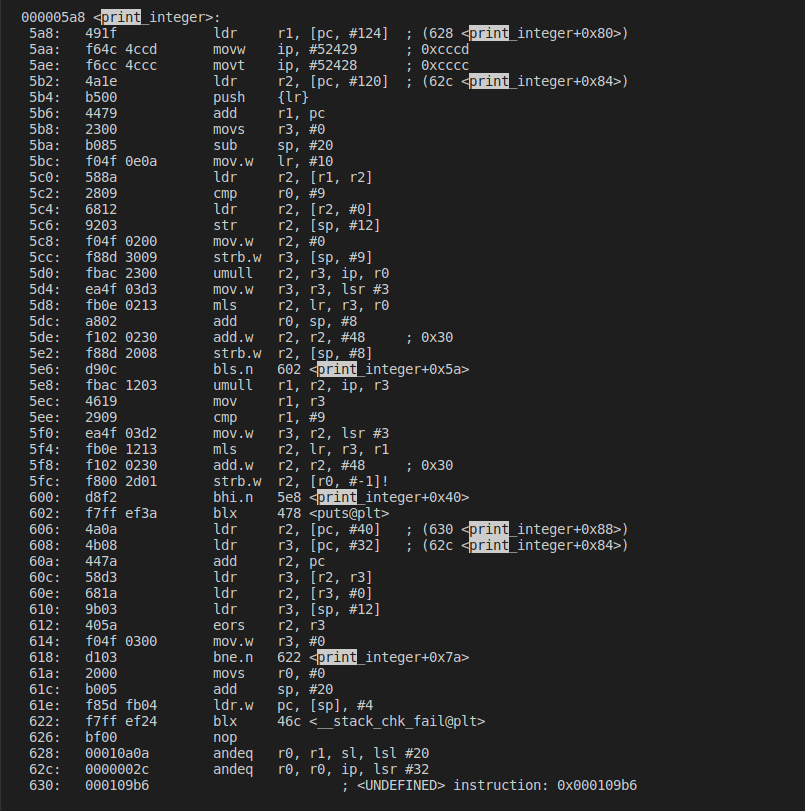 000005a8 <print_integer>:
5a8: 491f ldr r1, [pc, #124] ; (628 <print_integer+0x80>)
5aa: f64c 4ccd movw ip, #52429 ; 0xcccd
5ae: f6cc 4ccc movt ip, #52428 ; 0xcccc
5b2: 4a1e ldr r2, [pc, #120] ; (62c <print_integer+0x84>)
5b4: b500 push {lr}
5b6: 4479 add r1, pc
5b8: 2300 movs r3, #0
5ba: b085 sub sp, #20
5bc: f04f 0e0a mov.w lr, #10
5c0: 588a ldr r2, [r1, r2]
5c2: 2809 cmp r0, #9
5c4: 6812 ldr r2, [r2, #0]
5c6: 9203 str r2, [sp, #12]
5c8: f04f 0200 mov.w r2, #0
5cc: f88d 3009 strb.w r3, [sp, #9]
5d0: fbac 2300 umull r2, r3, ip, r0
5d4: ea4f 03d3 mov.w r3, r3, lsr #3
5d8: fb0e 0213 mls r2, lr, r3, r0
5dc: a802 add r0, sp, #8
5de: f102 0230 add.w r2, r2, #48 ; 0x30
5e2: f88d 2008 strb.w r2, [sp, #8]
5e6: d90c bls.n 602 <print_integer+0x5a>
5e8: fbac 1203 umull r1, r2, ip, r3
5ec: 4619 mov r1, r3
5ee: 2909 cmp r1, #9
5f0: ea4f 03d2 mov.w r3, r2, lsr #3
5f4: fb0e 1213 mls r2, lr, r3, r1
5f8: f102 0230 add.w r2, r2, #48 ; 0x30
5fc: f800 2d01 strb.w r2, [r0, #-1]!
600: d8f2 bhi.n 5e8 <print_integer+0x40>
602: f7ff ef3a blx 478 <puts@plt>
606: 4a0a ldr r2, [pc, #40] ; (630 <print_integer+0x88>)
608: 4b08 ldr r3, [pc, #32] ; (62c <print_integer+0x84>)
60a: 447a add r2, pc
60c: 58d3 ldr r3, [r2, r3]
60e: 681a ldr r2, [r3, #0]
610: 9b03 ldr r3, [sp, #12]
612: 405a eors r2, r3
614: f04f 0300 mov.w r3, #0
618: d103 bne.n 622 <print_integer+0x7a>
61a: 2000 movs r0, #0
61c: b005 add sp, #20
61e: f85d fb04 ldr.w pc, [sp], #4
622: f7ff ef24 blx 46c <__stack_chk_fail@plt>
626: bf00 nop
628: 00010a0a andeq r0, r1, sl, lsl #20
62c: 0000002c andeq r0, r0, ip, lsr #32
630: 000109b6 ; <UNDEFINED> instruction: 0x000109b6